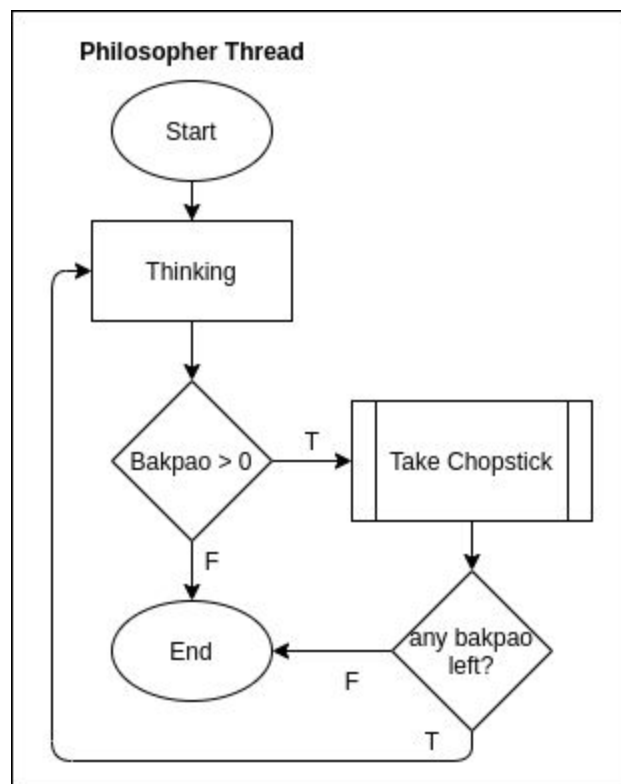 Philosopher Thread
Start
Thinking
Bakpao > 0
T
Take Chopstick
F
End
any bakpao
left?
F
T